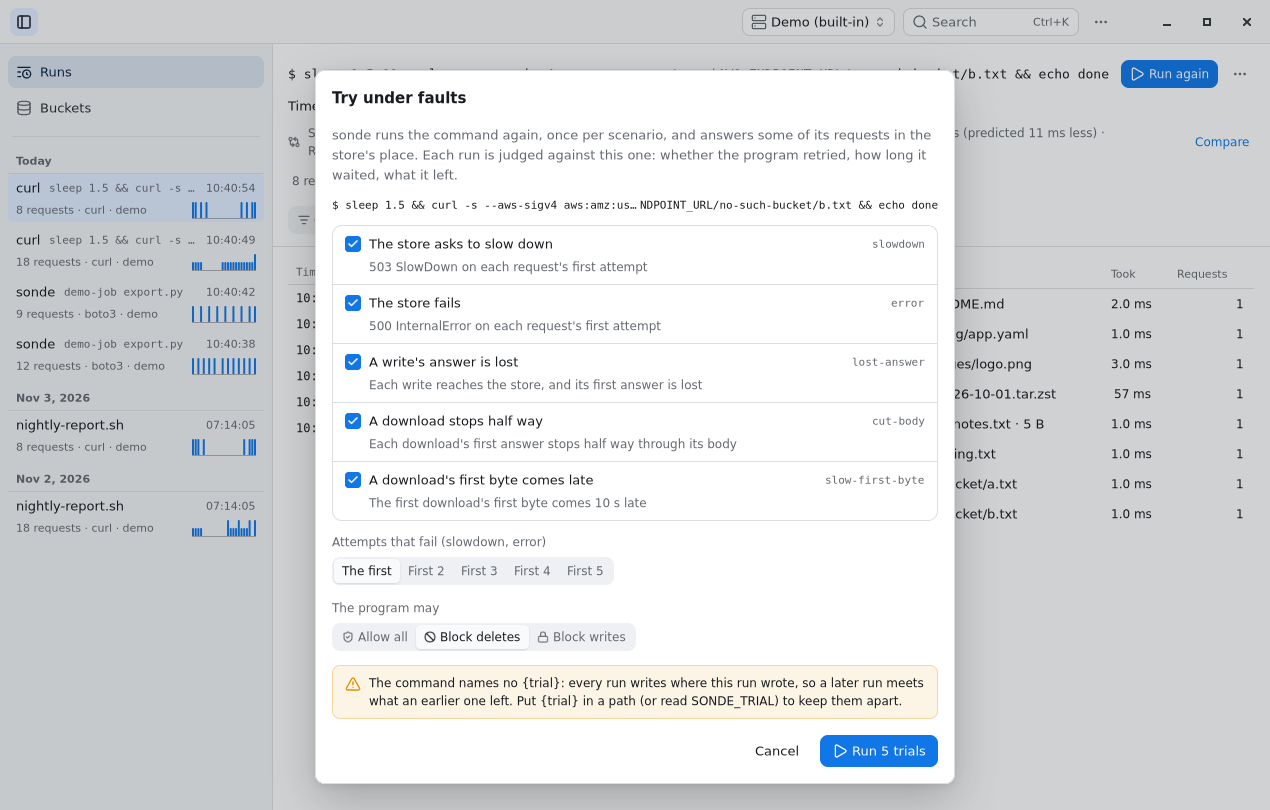 Demo (built-in)
Search
Ctrl+K
Runs
Buckets
Today
curl sleep 1.5 && curl -s … 10:40:54
8 requests · curl · demo
curl sleep 1.5 && curl -s … 10:40:49
18 requests · curl · demo
sonde demo-job export.py 10:40:42
9 requests · boto3 · demo
sonde demo-job export.py 10:40:38
12 requests · boto3 · demo
Nov 3, 2026
nightly-report.sh 07:14:05
8 requests · curl · demo
Nov 2, 2026
nightly-report.sh 07:14:05
18 requests · curl · demo
t/b.txt && echo done
Run again
(predicted 11 ms less) ·
Compare
8 re
Took Requests
10:
OME.md 2.0 ms 1
10:
g/app.yaml 1.0 ms 1
10:
es/logo.png 3.0 ms 1
10:
26-10-01.tar.zst 57 ms 1
10:
notes.txt · 5 B 1.0 ms 1
10:
ing.txt 1.0 ms 1
cket/a.txt 1.0 ms 1
cket/b.txt 1.0 ms 1
Try under faults
sonde runs the command again, once per scenario, and answers some of its requests in the
store's place. Each run is judged against this one: whether the program retried, how long it
waited, what it left.
$ sleep 1.5 && curl -s --aws-sigv4 aws:amz:us… NDPOINT_URL/no-such-bucket/b.txt && echo done
The store asks to slow down slowdown
503 SlowDown on each request's first attempt
The store fails error
500 InternalError on each request's first attempt
A write's answer is lost lost-answer
Each write reaches the store, and its first answer is lost
A download stops half way cut-body
Each download's first answer stops half way through its body
A download's first byte comes late slow-first-byte
The first download's first byte comes 10 s late
Attempts that fail (slowdown, error)
The first First 2 First 3 First 4 First 5
The program may
Allow all Block deletes Block writes
The command names no {trial}: every run writes where this run wrote, so a later run meets
what an earlier one left. Put {trial} in a path (or read SONDE_TRIAL) to keep them apart.
Cancel
Run 5 trials